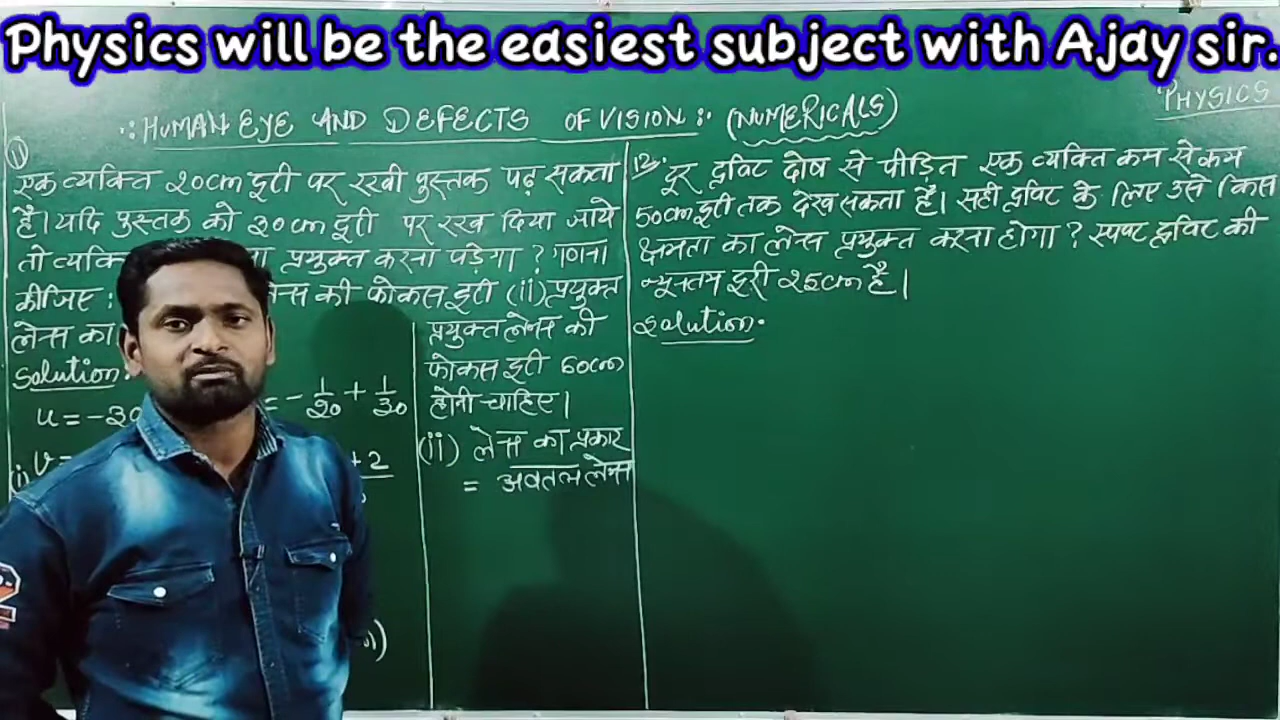 Physics will be the easiest subject with Ajay sir.
PHYSICS
:HUMAN EYE AND DEFECTS OF VISION:- (NUMERICALS)
11
एक व्यक्ति 20cm दूरी पर रखी पुस्तक पढ़ सकता
है। यदि पुस्तक को 30cm दूरी पर रख दिया जाये
तो प्रयुक्त करना पड़ेगा ? गणना
कीजिए: की फोकस दूरी (ii) प्रयुक्त
लेन्स का
Solution:
u=-30
= - 1/20 + 1/30
+2
(i)
प्रयुक्त लेन्स की
फोकस दूरी 60cm
होनी चाहिए।
(ii) लेन्स का प्रकार
= अवतल लेन्स
12 दूर दृष्टि दोष से पीड़ित एक व्यक्ति कम से कम
50cm दूरी तक देख सकता है। सही दृष्टि के लिए उसे किस
क्षमता का लेन्स प्रयुक्त करना होगा ? स्पष्ट दृष्टि की
न्यूनतम दूरी 25cm है।
Solution.